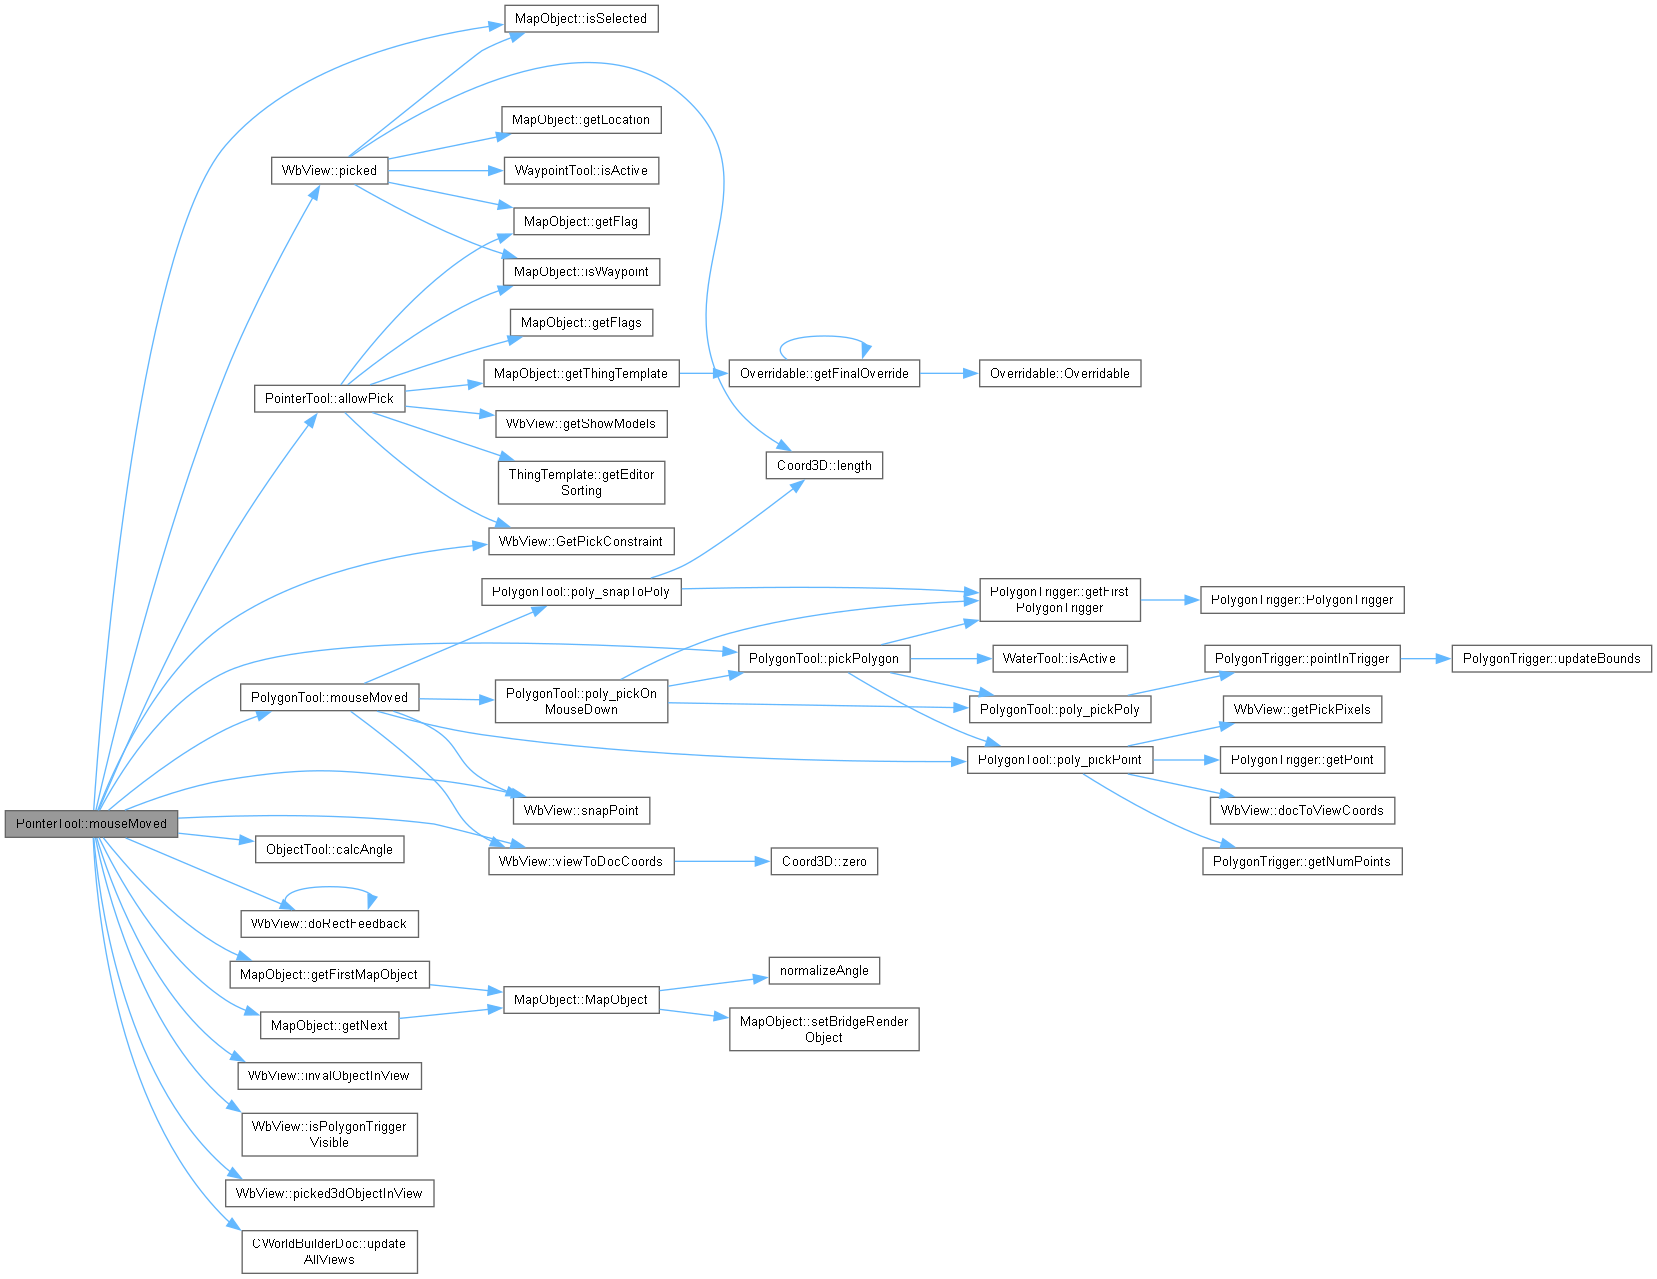 MapObject::isSelected
MapObject::getLocation
WbView::picked
WaypointTool::isActive
MapObject::getFlag
MapObject::isWaypoint
MapObject::getFlags
MapObject::getThingTemplate
Overridable::getFinalOverride
Overridable::Overridable
PointerTool::allowPick
WbView::getShowModels
Coord3D::length
ThingTemplate::getEditor
Sorting
WbView::GetPickConstraint
PolygonTool::poly_snapToPoly
PolygonTrigger::getFirst
PolygonTrigger
PolygonTrigger::PolygonTrigger
PolygonTool::pickPolygon
WaterTool::isActive
PolygonTrigger::pointInTrigger
PolygonTrigger::updateBounds
PolygonTool::mouseMoved
PolygonTool::poly_pickOn
MouseDown
PolygonTool::poly_pickPoly
WbView::getPickPixels
PolygonTool::poly_pickPoint
PolygonTrigger::getPoint
WbView::snapPoint
WbView::docToViewCoords
PointerTool::mouseMoved
ObjectTool::calcAngle
WbView::viewToDocCoords
Coord3D::zero
PolygonTrigger::getNumPoints
WbView::doRectFeedback
MapObject::getFirstMapObject
normalizeAngle
MapObject::MapObject
MapObject::getNext
MapObject::setBridgeRender
Object
WbView::invalObjectInView
WbView::isPolygonTrigger
Visible
WbView::picked3dObjectInView
CWorldBuilderDoc::update
AllViews